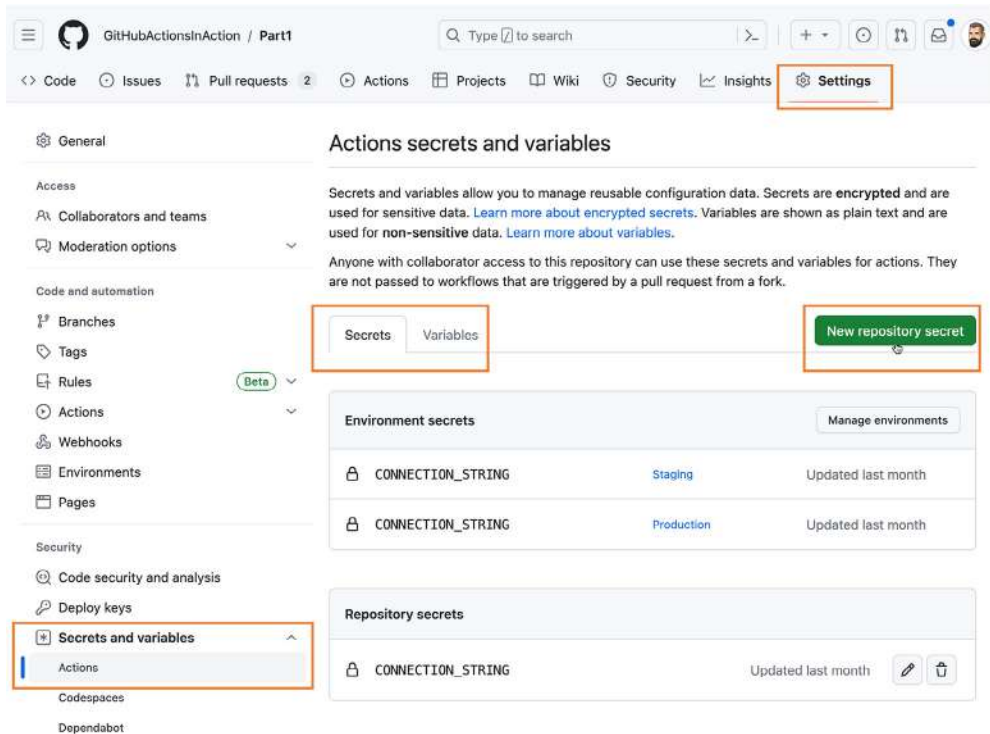 GitHubActionsInAction / Part1
Type / to search
Code Issues Pull requests 2 Actions Projects Wiki Security Insights Settings
General
Access
Collaborators and teams
Moderation options
Code and automation
Branches
Tags
Rules Beta
Actions
Webhooks
Environments
Pages
Security
Code security and analysis
Deploy keys
Secrets and variables
Actions
Codespaces
Dependabot
Actions secrets and variables
Secrets and variables allow you to manage reusable configuration data. Secrets are encrypted and are
used for sensitive data. Learn more about encrypted secrets. Variables are shown as plain text and are
used for non-sensitive data. Learn more about variables.
Anyone with collaborator access to this repository can use these secrets and variables for actions. They
are not passed to workflows that are triggered by a pull request from a fork.
Secrets Variables
New repository secret
Environment secrets Manage environments
CONNECTION_STRING Staging Updated last month
CONNECTION_STRING Production Updated last month
Repository secrets
CONNECTION_STRING Updated last month